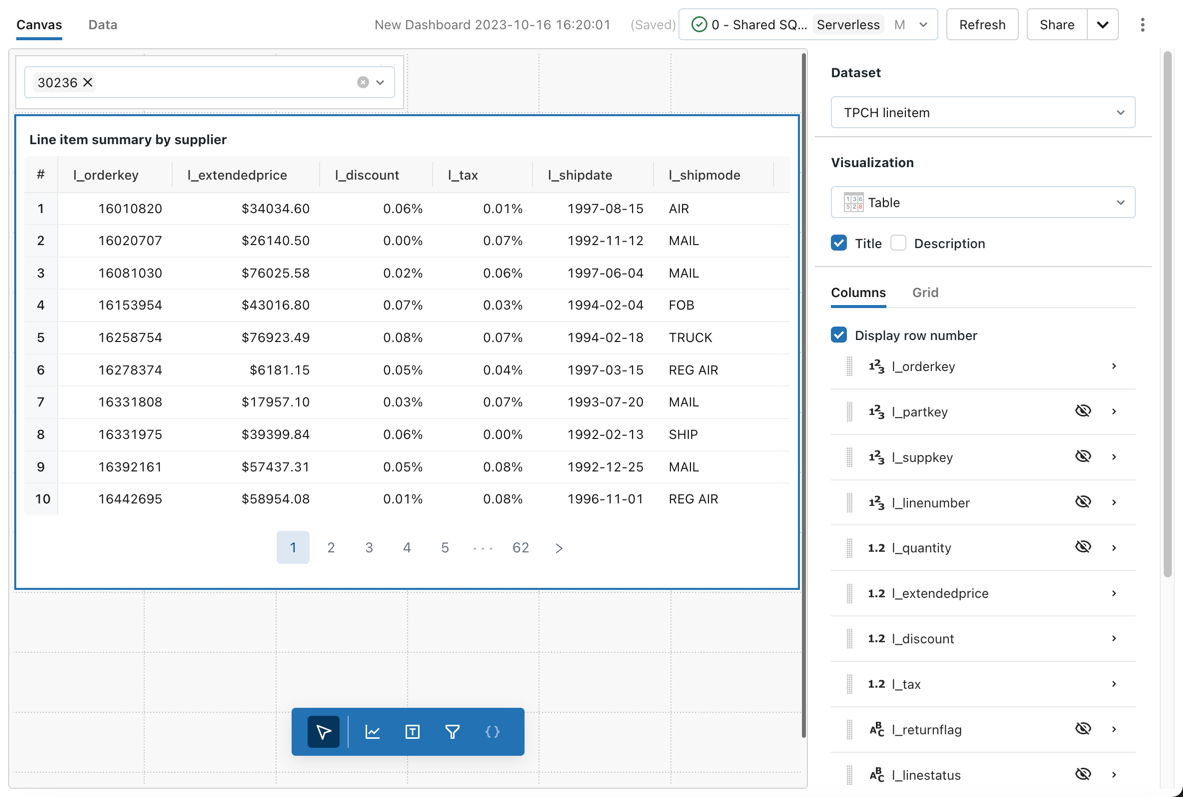 Canvas Data New Dashboard 2023-10-16 16:20:01 (Saved) 0 - Shared SQ... Serverless M Refresh Share
30236
Line item summary by supplier
# l_orderkey l_extendedprice l_discount l_tax l_shipdate l_shipmode
1 16010820 $34034.60 0.06% 0.01% 1997-08-15 AIR
2 16020707 $26140.50 0.00% 0.07% 1992-11-12 MAIL
3 16081030 $76025.58 0.02% 0.06% 1997-06-04 MAIL
4 16153954 $43016.80 0.07% 0.03% 1994-02-04 FOB
5 16258754 $76923.49 0.08% 0.07% 1994-02-18 TRUCK
6 16278374 $6181.15 0.05% 0.04% 1997-03-15 REG AIR
7 16331808 $17957.10 0.03% 0.07% 1993-07-20 MAIL
8 16331975 $39399.84 0.06% 0.00% 1992-02-13 SHIP
9 16392161 $57437.31 0.05% 0.08% 1992-12-25 MAIL
10 16442695 $58954.08 0.01% 0.08% 1996-11-01 REG AIR
1 2 3 4 5 ··· 62 >
T {}
Dataset
TPCH lineitem
Visualization
Table
Title Description
Columns Grid
Display row number
123 l_orderkey
123 l_partkey
123 l_suppkey
123 l_linenumber
1.2 l_quantity
1.2 l_extendedprice
1.2 l_discount
1.2 l_tax
ABC l_returnflag
ABC l_linestatus